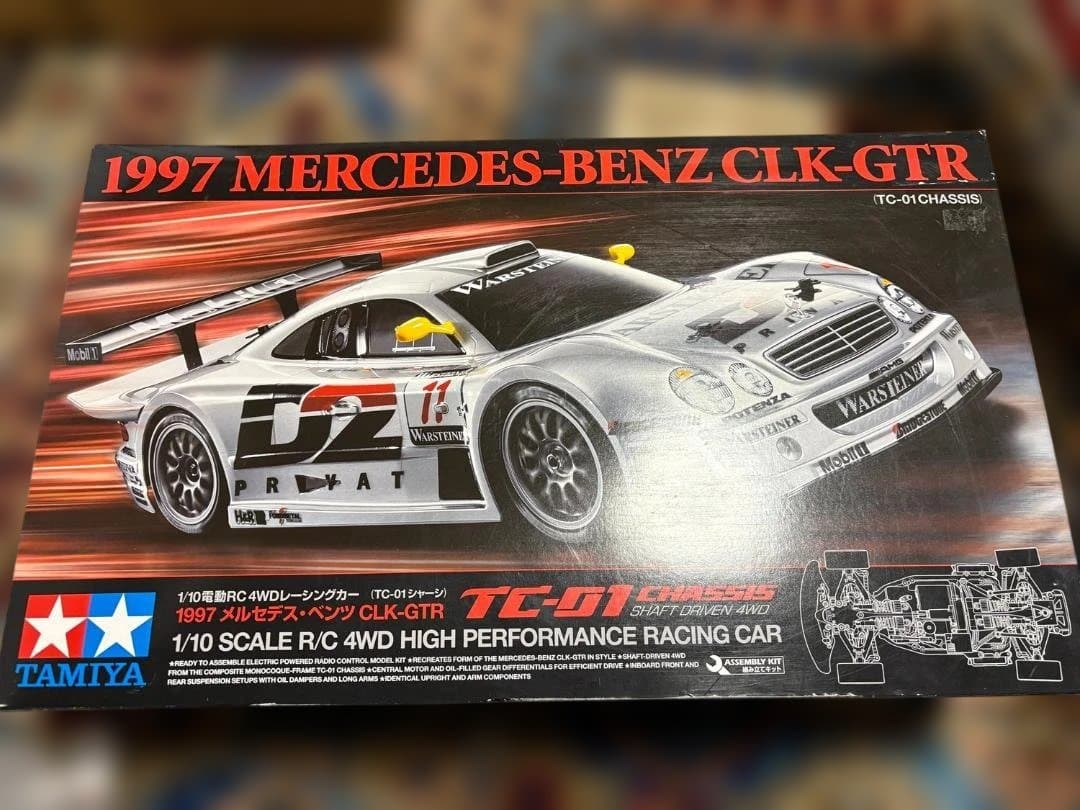 1997 MERCEDES-BENZ CLK-GTR
(TC-01 CHASSIS)
WARSTEINER
Mobil 1
D2
PRIVAT
11
WARSTEINER
H&R
POTENZA
WARSTEINER
AMG
WARSTEINER
BRIDGESTONE
Mobil 1
1/10電動RC 4WDレーシングカー (TC-01シャーシ)
1997 メルセデス・ベンツ CLK-GTR
TC-01 CHASSIS
SHAFT DRIVEN 4WD
1/10 SCALE R/C 4WD HIGH PERFORMANCE RACING CAR
★READY TO ASSEMBLE ELECTRIC POWERED RADIO CONTROL MODEL KIT ★RECREATES FORM OF THE MERCEDES-BENZ CLK-GTR IN STYLE ★SHAFT-DRIVEN 4WD
FROM THE COMPOSITE MONOCOQUE-FRAME TC-01 CHASSIS ★CENTRAL MOTOR AND OIL-FILLED GEAR DIFFERENTIALS FOR EFFICIENT DRIVE ★INBOARD FRONT AND
REAR SUSPENSION SETUPS WITH OIL DAMPERS AND LONG ARMS ★IDENTICAL UPRIGHT AND ARM COMPONENTS
ASSEMBLY KIT
組み立てキット
TAMIYA